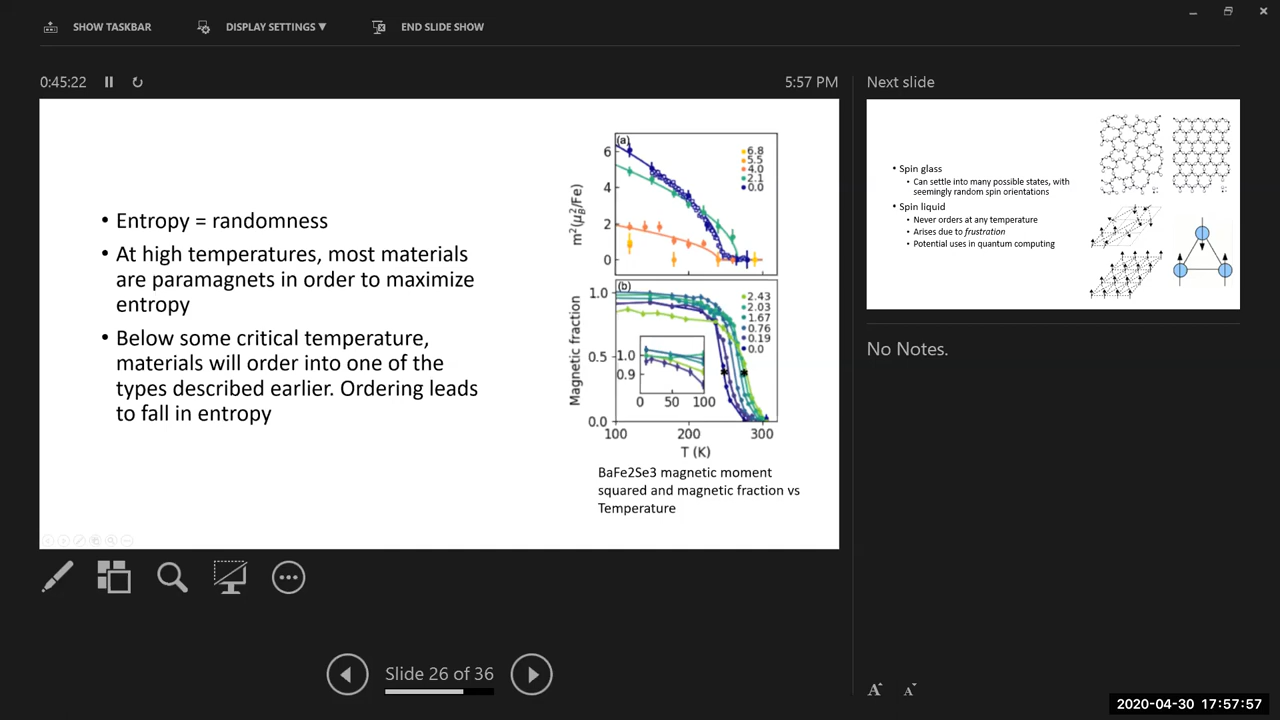 SHOW TASKBAR
DISPLAY SETTINGS ▼
END SLIDE SHOW
0:45:22
5:57 PM
Next slide
• Entropy = randomness
• At high temperatures, most materials
are paramagnets in order to maximize
entropy
• Below some critical temperature,
materials will order into one of the
types described earlier. Ordering leads
to fall in entropy
(a)
6
4
2
0
m²(μ²_B/Fe)
6.8
5.5
4.0
2.1
0.0
(b)
1.0
0.5
0.0
Magnetic fraction
2.43
2.03
1.67
0.76
0.19
0.0
1.0
0.9
0 50 100
100 200 300
T (K)
BaFe2Se3 magnetic moment
squared and magnetic fraction vs
Temperature
• Spin glass
• Can settle into many possible states, with
seemingly random spin orientations
• Spin liquid
• Never orders at any temperature
• Arises due to frustration
• Potential uses in quantum computing
No Notes.
Slide 26 of 36
A A
2020-04-30 17:57:57